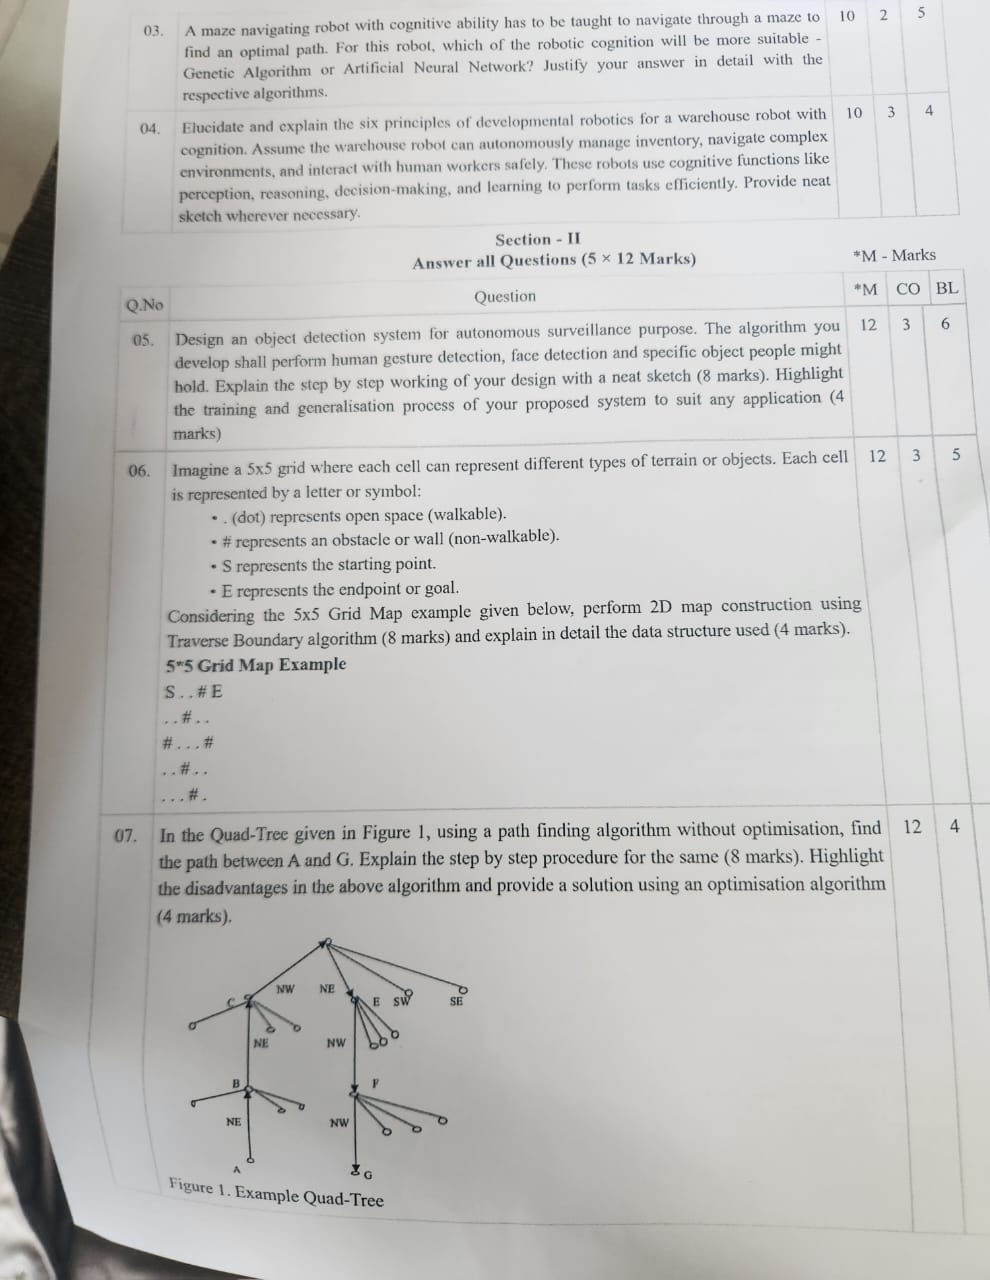 03. A maze navigating robot with cognitive ability has to be taught to navigate through a maze to 10 2 5
find an optimal path. For this robot, which of the robotic cognition will be more suitable -
Genetic Algorithm or Artificial Neural Network? Justify your answer in detail with the
respective algorithms.
04. Elucidate and explain the six principles of developmental robotics for a warehouse robot with 10 3 4
cognition. Assume the warehouse robot can autonomously manage inventory, navigate complex
environments, and interact with human workers safely. These robots use cognitive functions like
perception, reasoning, decision-making, and learning to perform tasks efficiently. Provide neat
sketch wherever necessary.
Section - II
Answer all Questions (5 × 12 Marks) *M - Marks
Q.No Question *M CO BL
05. Design an object detection system for autonomous surveillance purpose. The algorithm you 12 3 6
develop shall perform human gesture detection, face detection and specific object people might
hold. Explain the step by step working of your design with a neat sketch (8 marks). Highlight
the training and generalisation process of your proposed system to suit any application (4
marks)
06. Imagine a 5x5 grid where each cell can represent different types of terrain or objects. Each cell 12 3 5
is represented by a letter or symbol:
• . (dot) represents open space (walkable).
• # represents an obstacle or wall (non-walkable).
• S represents the starting point.
• E represents the endpoint or goal.
Considering the 5x5 Grid Map example given below, perform 2D map construction using
Traverse Boundary algorithm (8 marks) and explain in detail the data structure used (4 marks).
5*5 Grid Map Example
S . . # E
. . # . .
# . . . #
. . # . .
. . . # .
07. In the Quad-Tree given in Figure 1, using a path finding algorithm without optimisation, find 12 4
the path between A and G. Explain the step by step procedure for the same (8 marks). Highlight
the disadvantages in the above algorithm and provide a solution using an optimisation algorithm
(4 marks).
NW NE
C E SW SE
NE NW
B F
NE NW
A G
Figure 1. Example Quad-Tree